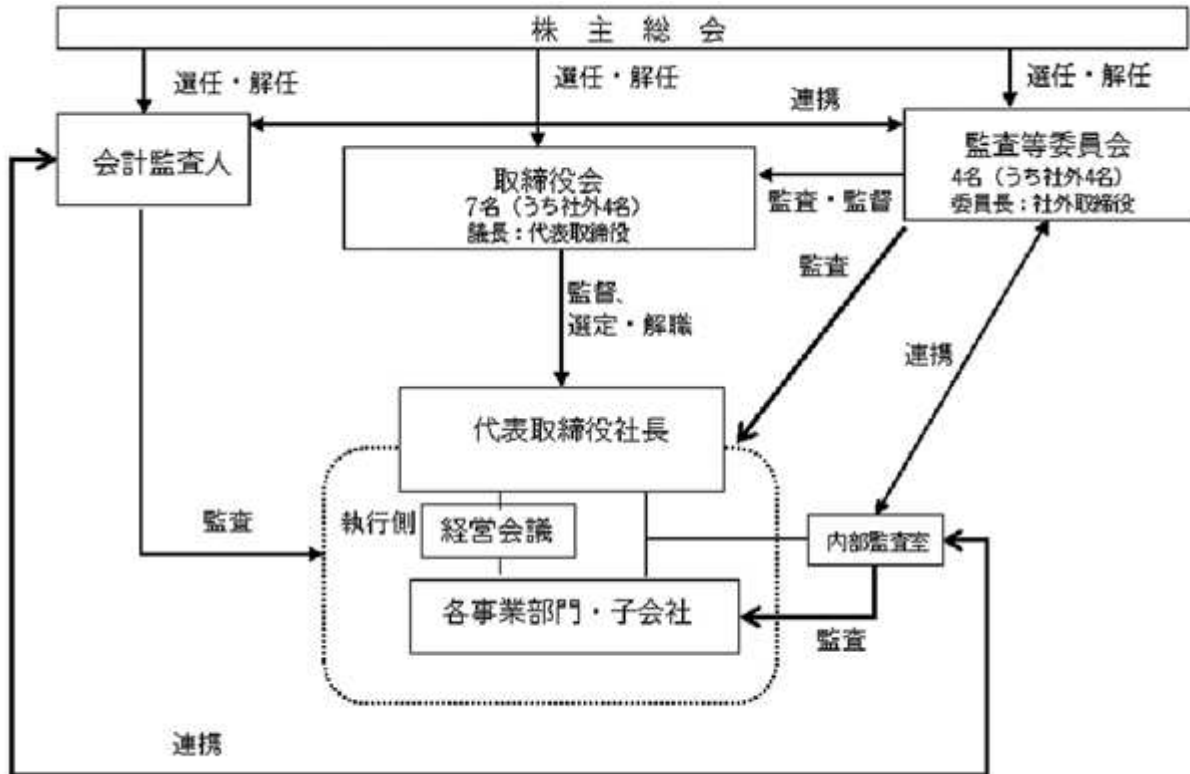 株主総会
選任・解任
選任・解任
選任・解任
連携
会計監査人
取締役会
7名（うち社外4名）
議長：代表取締役
監査等委員会
4名（うち社外4名）
委員長：社外取締役
監査・監督
監査
監督、
選定・解職
連携
代表取締役社長
監査
執行側
経営会議
内部監査室
各事業部門・子会社
監査
連携